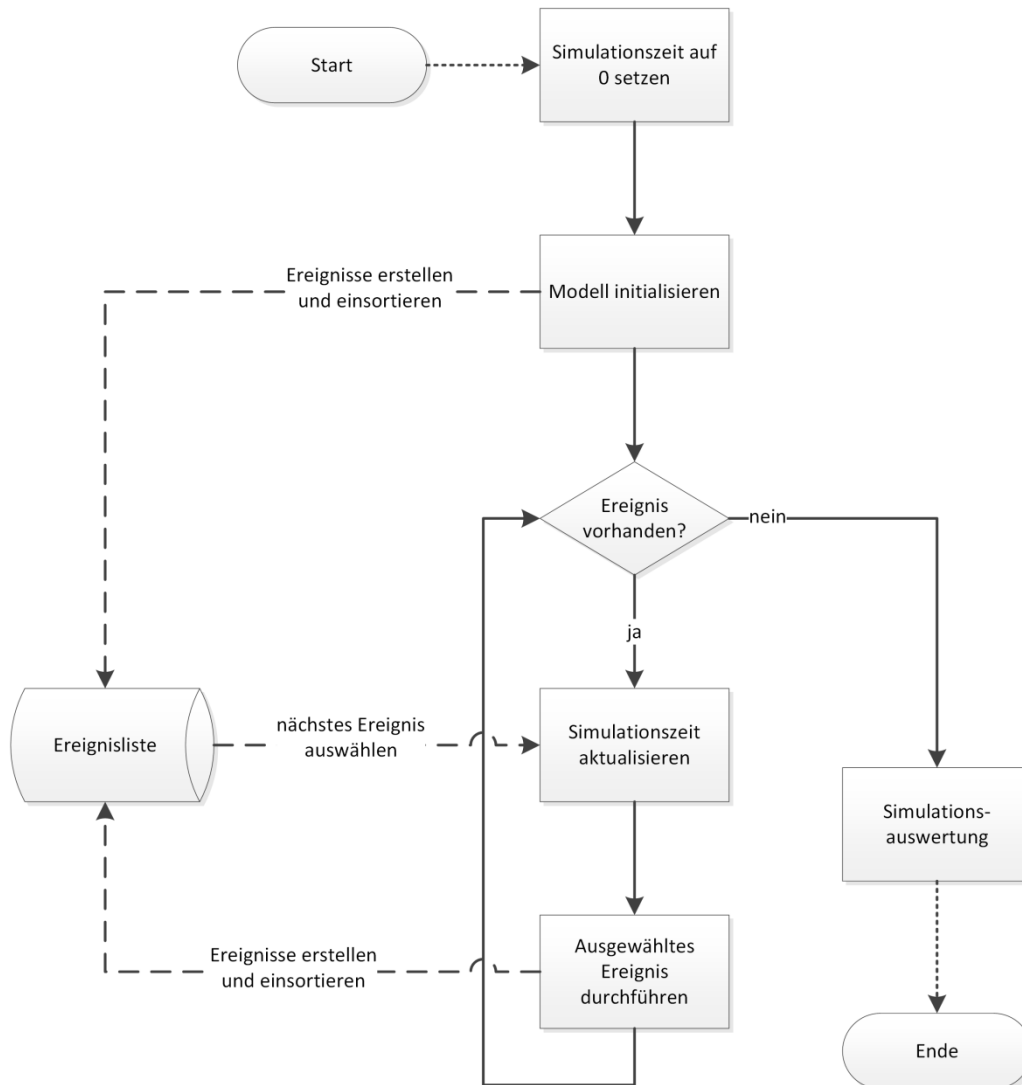 Start
Simulationszeit auf
0 setzen
Ereignisse erstellen
und einsortieren
Modell initialisieren
Ereignis
vorhanden?
nein
ja
Ereignisliste
nächstes Ereignis
auswählen
Simulationszeit
aktualisieren
Simulations-
auswertung
Ereignisse erstellen
und einsortieren
Ausgewähltes
Ereignis
durchführen
Ende